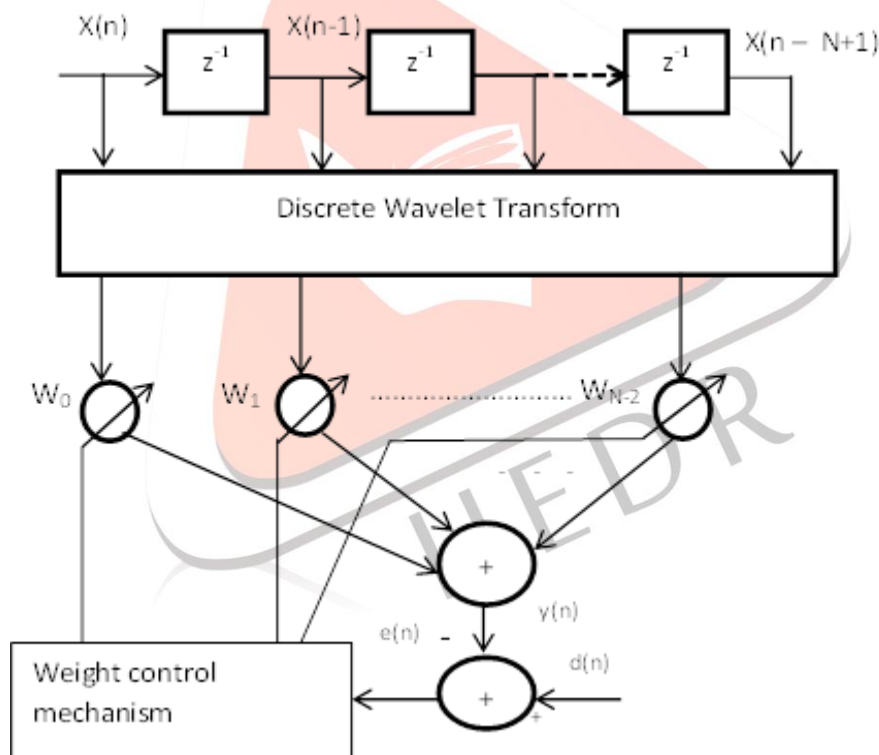 X(n)
X(n-1)
X(n – N+1)
z-1
z-1
z-1
Discrete Wavelet Transform
W0
W1
WN-2
IJEDR
+
y(n)
e(n)
-
d(n)
+
+
Weight control
mechanism